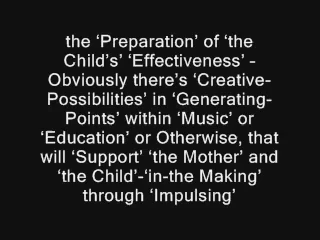 the ‘Preparation’ of ‘the
Child’s’ ‘Effectiveness’ -
Obviously there’s ‘Creative-
Possibilities’ in ‘Generating-
Points’ within ‘Music’ or
‘Education’ or Otherwise, that
will ‘Support’ ‘the Mother’ and
‘the Child’-‘in-the Making’
through ‘Impulsing’